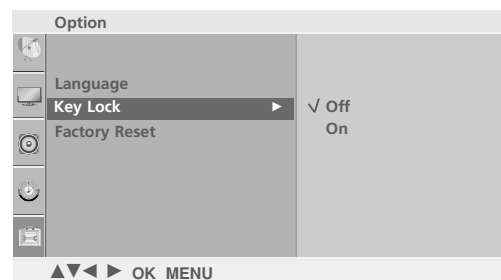 Option
Language
Key Lock ► √ Off
On
Factory Reset
▲▼◄ ► OK MENU